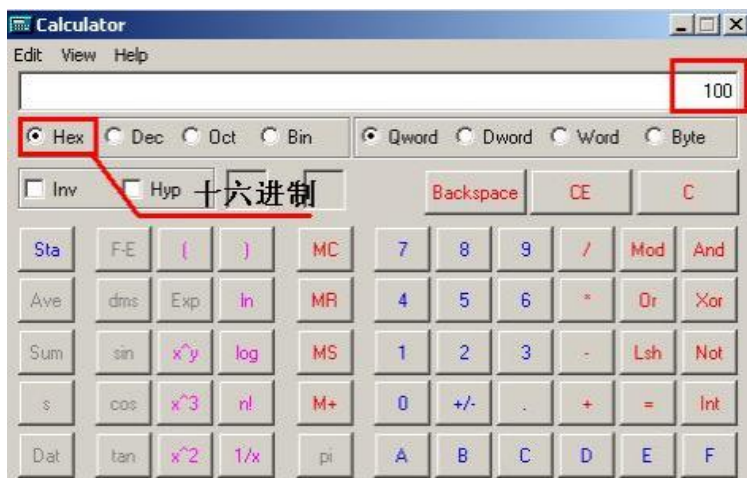 Calculator
Edit View Help
100
Hex Dec Oct Bin Qword Dword Word Byte
Inv Hyp 十六进制 Backspace CE C
Sta F-E ( ) MC 7 8 9 / Mod And
Ave dms Exp ln MR 4 5 6 * Or Xor
Sum sin x^y log MS 1 2 3 - Lsh Not
s cos x^3 n! M+ 0 +/- . + = Int
Dat tan x^2 1/x pi A B C D E F